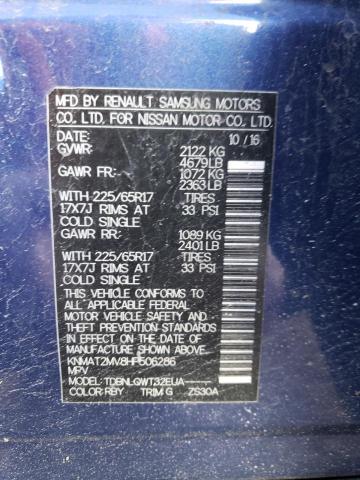 MFD BY RENAULT SAMSUNG MOTORS
CO. LTD. FOR NISSAN MOTOR CO. LTD.
DATE: 10/16
GVWR: 2122 KG
4679 LB
GAWR FR: 1072 KG
2363 LB
WITH 225/65R17 TIRES
17X7J RIMS AT 33 PSI
COLD SINGLE
GAWR RR: 1089 KG
2401 LB
WITH 225/65R17 TIRES
17X7J RIMS AT 33 PSI
COLD SINGLE
THIS VEHICLE CONFORMS TO
ALL APPLICABLE FEDERAL
MOTOR VEHICLE SAFETY AND
THEFT PREVENTION STANDARDS
IN EFFECT ON THE DATE OF
MANUFACTURE SHOWN ABOVE.
KNMAT2MV8HP506286
MPV
MODEL: TDBNLQWT32EUA-----
COLOR: RBY TRIM: G ZS30A